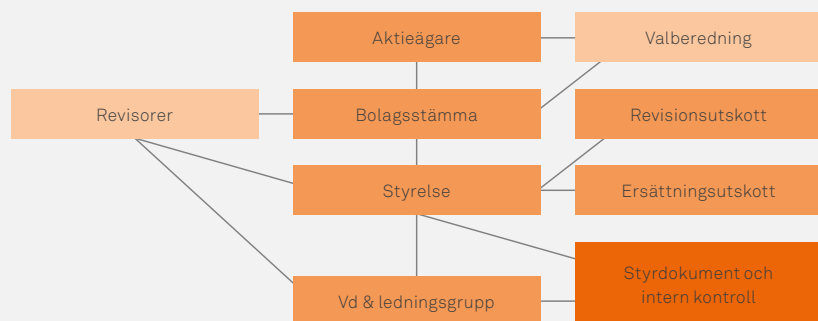 Aktieägare
Valberedning
Revisorer
Bolagsstämma
Revisionsutskott
Styrelse
Ersättningsutskott
Styrdokument och
intern kontroll
Vd & ledningsgrupp